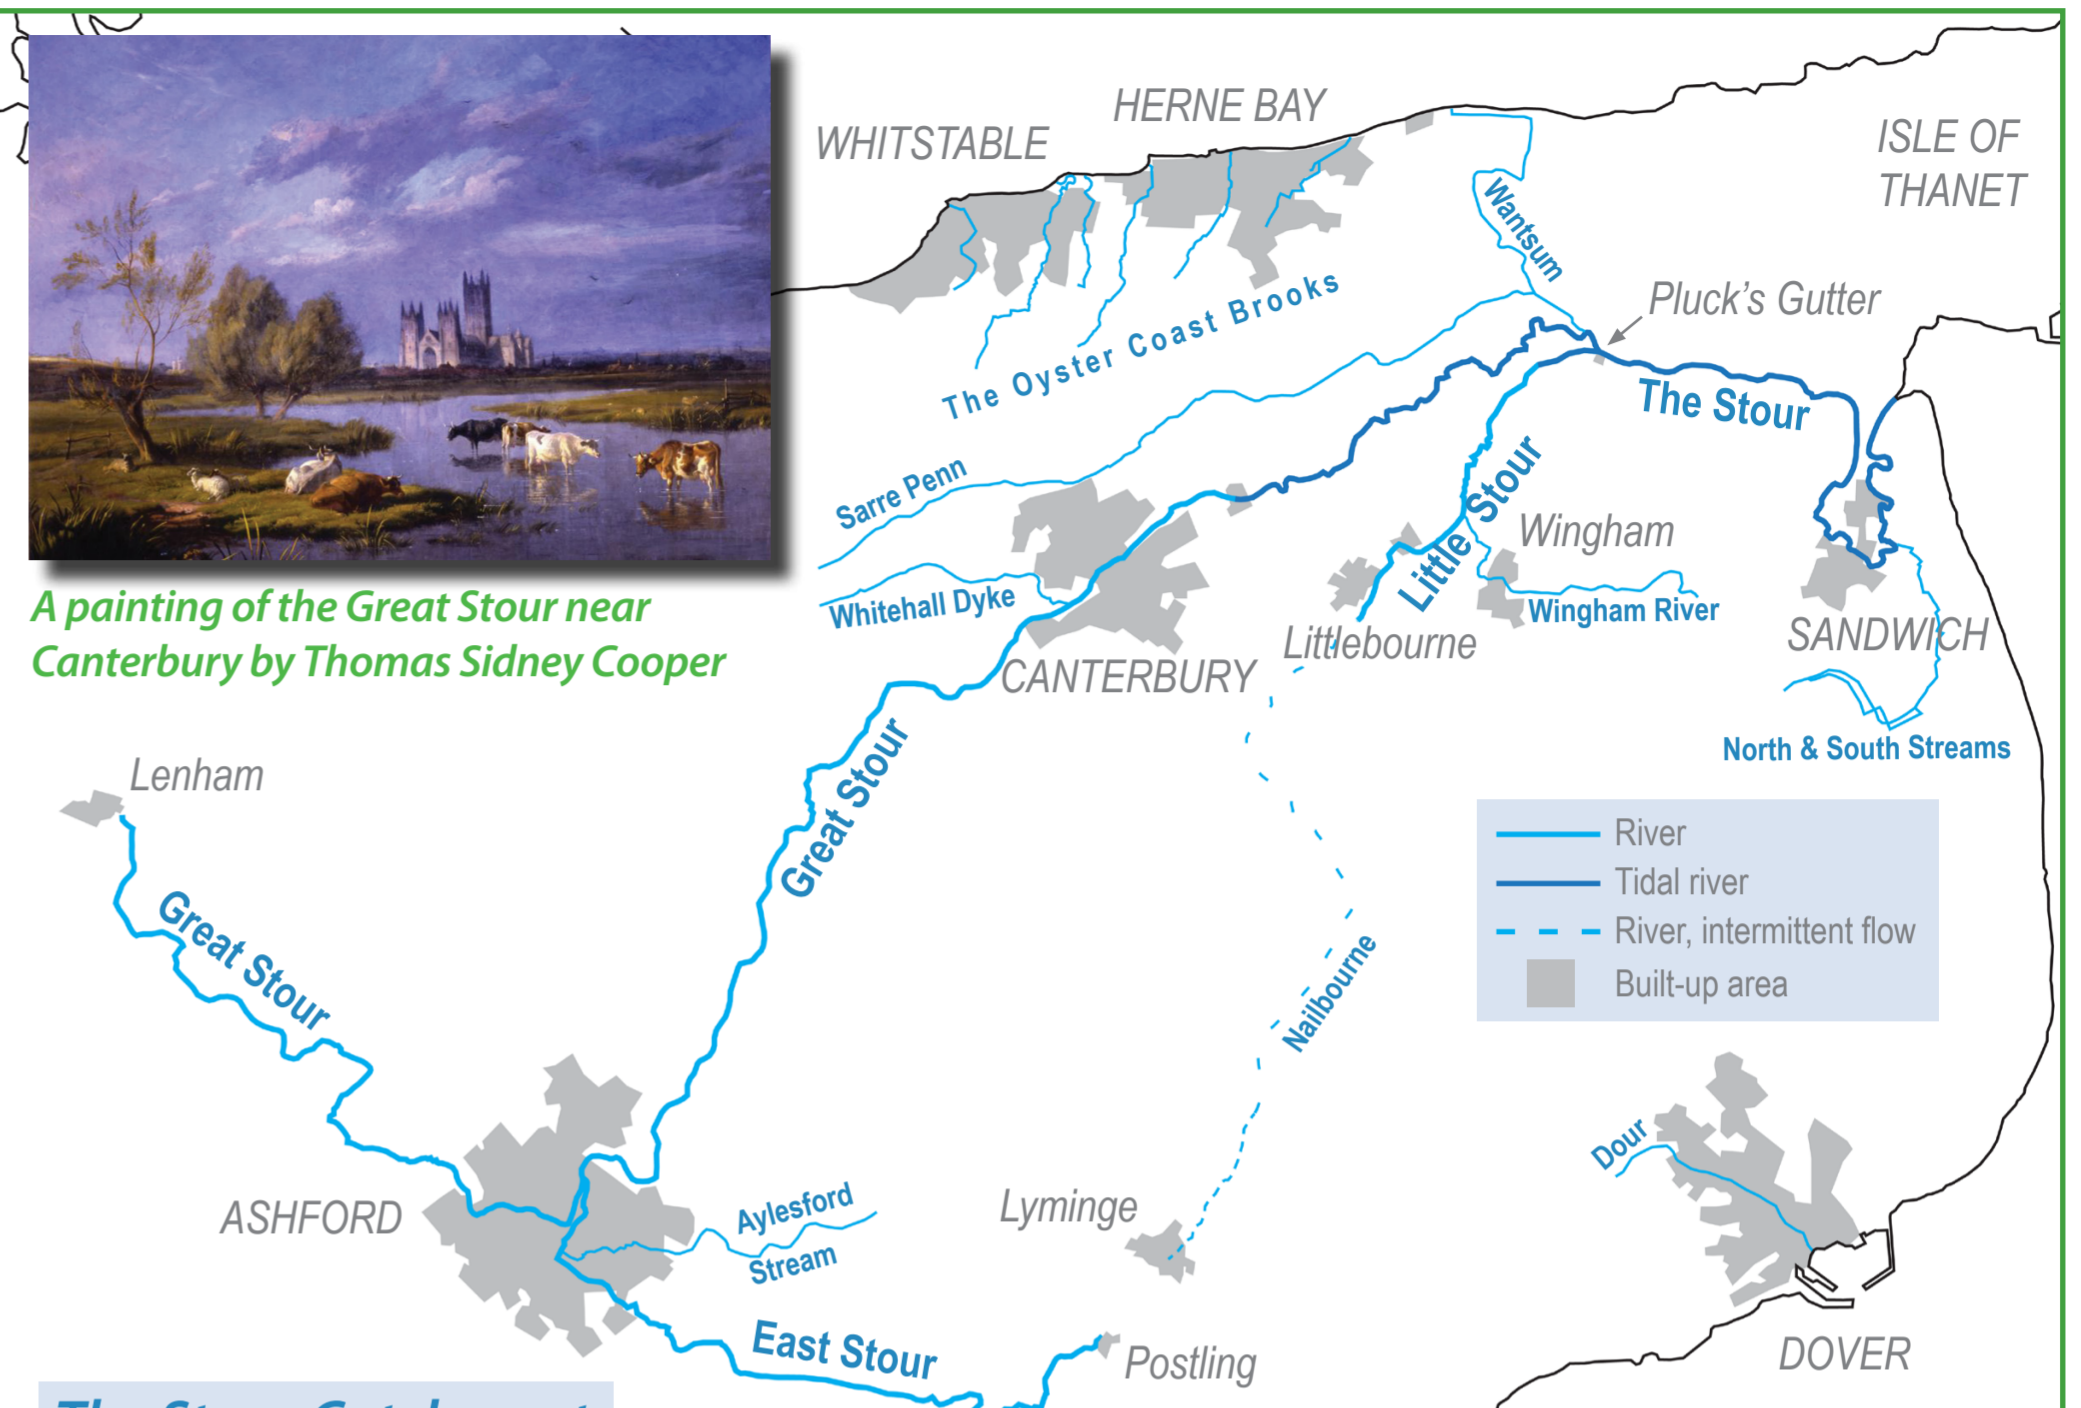 HERNE BAY
WHITSTABLE
ISLE OF
THANET
Wantsum
Pluck's Gutter
The Oyster Coast Brooks
The Stour
Sarre Penn
Little Stour
Wingham
Whitehall Dyke
Wingham River
A painting of the Great Stour near
Canterbury by Thomas Sidney Cooper
Littlebourne
SANDWICH
CANTERBURY
North & South Streams
Lenham
Great Stour
River
Tidal river
River, intermittent flow
Built-up area
Great Stour
Nailbourne
Dour
ASHFORD
Aylesford
Stream
Lyminge
East Stour
Postling
DOVER
The Stour Catchment